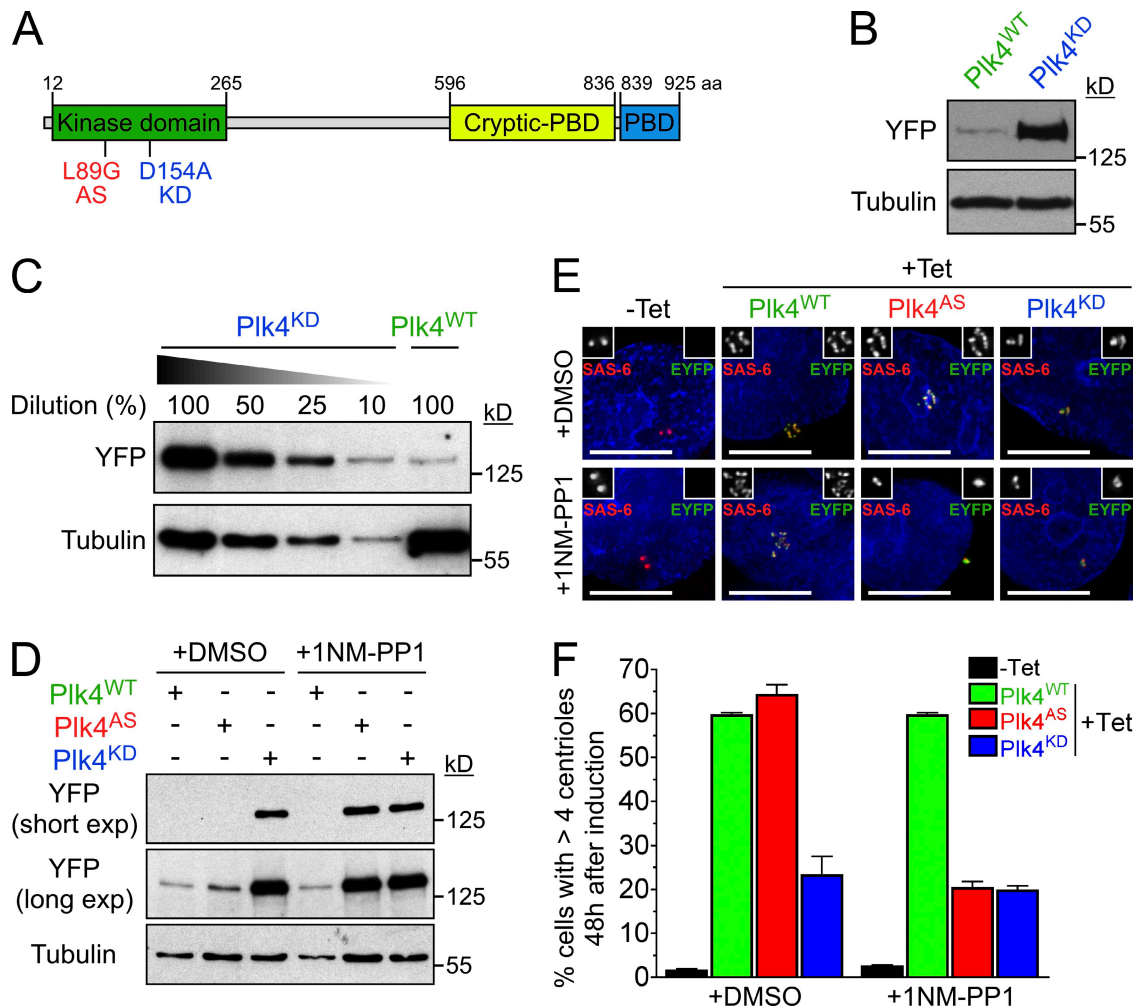 A
12 265 596 836 839 925 aa
Kinase domain Cryptic-PBD PBD
L89G D154A
AS KD
B
Plk4WT Plk4KD
kD
YFP
125
Tubulin
55
C
Plk4KD Plk4WT
Dilution (%) 100 50 25 10 100 kD
YFP
125
Tubulin
55
D
+DMSO +1NM-PP1
Plk4WT + - - + - -
Plk4AS - + - - + -
Plk4KD - - + - - + kD
YFP
(short exp)
125
YFP
(long exp)
125
Tubulin
55
E
+Tet
-Tet Plk4WT Plk4AS Plk4KD
+DMSO
SAS-6 EYFP SAS-6 EYFP SAS-6 EYFP SAS-6 EYFP
+1NM-PP1
SAS-6 EYFP SAS-6 EYFP SAS-6 EYFP SAS-6 EYFP
F
% cells with > 4 centrioles
48h after induction
70
60
50
40
30
20
10
0
-Tet
Plk4WT
Plk4AS
Plk4KD
+Tet
+DMSO +1NM-PP1